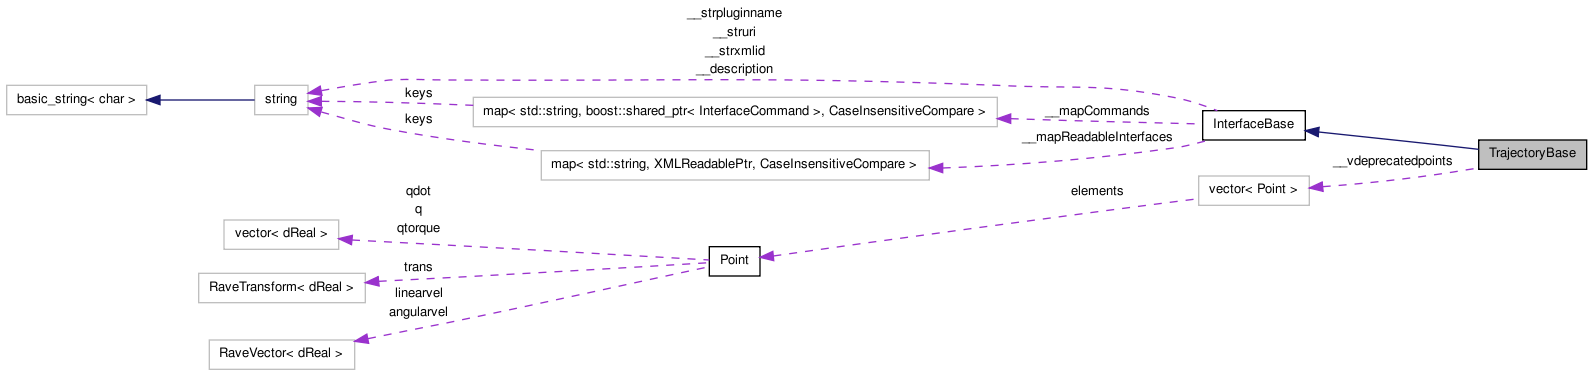 __strpluginname
__struri
__strxmlid
__description
basic_string< char >
string
keys
keys
map< std::string, boost::shared_ptr< InterfaceCommand >, CaseInsensitiveCompare >
__mapCommands
InterfaceBase
__mapReadableInterfaces
map< std::string, XMLReadablePtr, CaseInsensitiveCompare >
TrajectoryBase
__vdeprecatedpoints
vector< Point >
elements
qdot
q
qtorque
vector< dReal >
Point
trans
RaveTransform< dReal >
linearvel
angularvel
RaveVector< dReal >